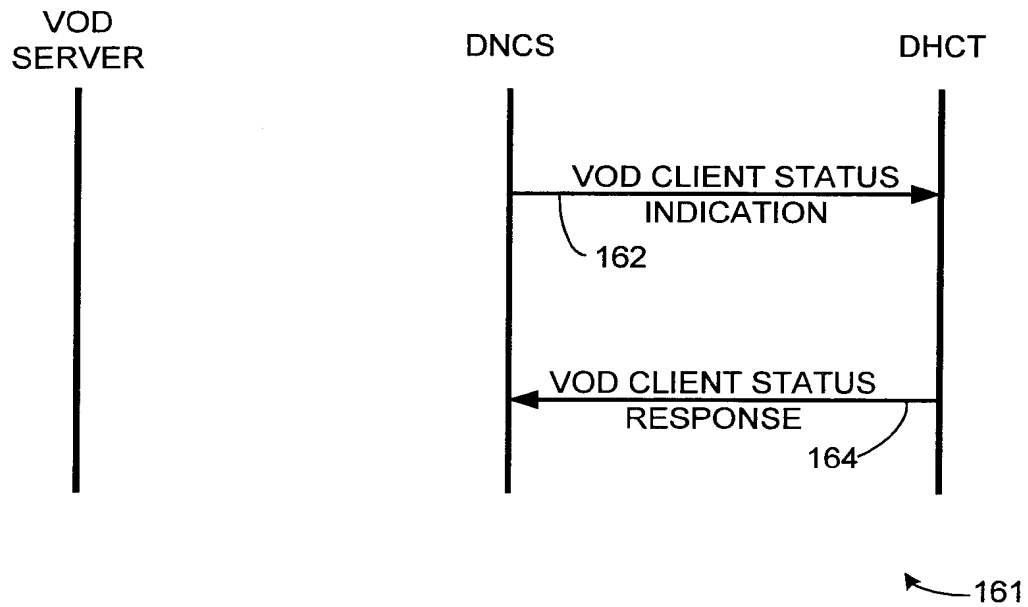 VOD
SERVER
DNCS
DHCT
VOD CLIENT STATUS
INDICATION
162
VOD CLIENT STATUS
RESPONSE
164
161